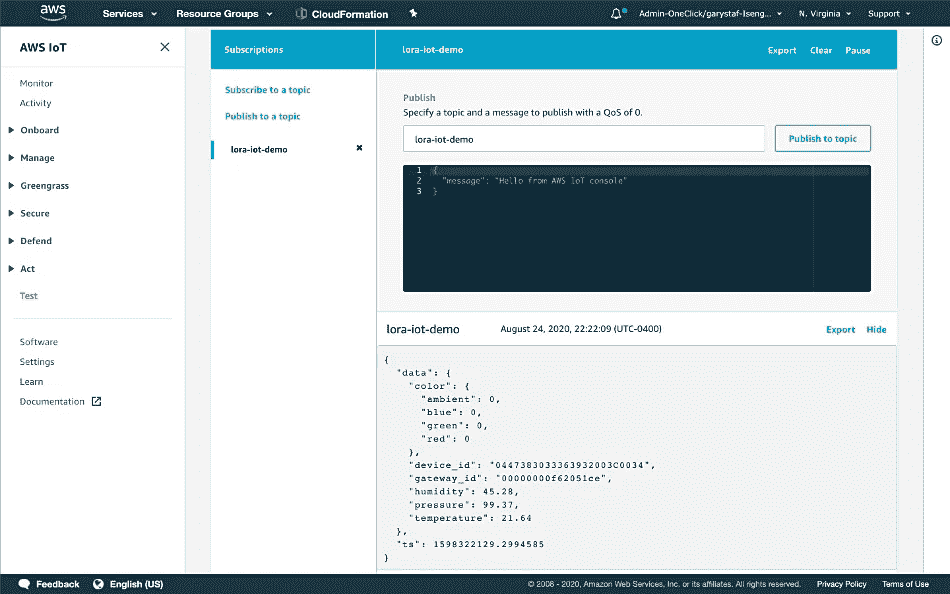 aws Services Resource Groups CloudFormation Admin-OneClick/garystaf-Iseng... N. Virginia Support
AWS IoT
Monitor
Activity
Onboard
Manage
Greengrass
Secure
Defend
Act
Test
Software
Settings
Learn
Documentation
Subscriptions
Subscribe to a topic
Publish to a topic
lora-iot-demo
lora-iot-demo Export Clear Pause
Publish
Specify a topic and a message to publish with a QoS of 0.
lora-iot-demo Publish to topic
1 {
2 "message": "Hello from AWS IoT console"
3 }
lora-iot-demo August 24, 2020, 22:22:09 (UTC-0400) Export Hide
{
"data": {
"color": {
"ambient": 0,
"blue": 0,
"green": 0,
"red": 0
},
"device_id": "0447383033363932003C0034",
"gateway_id": "00000000f62051ce",
"humidity": 45.28,
"pressure": 99.37,
"temperature": 21.64
},
"ts": 1598322129.2994585
}
Feedback English (US) © 2008 - 2020, Amazon Web Services, Inc. or its affiliates. All rights reserved. Privacy Policy Terms of Use